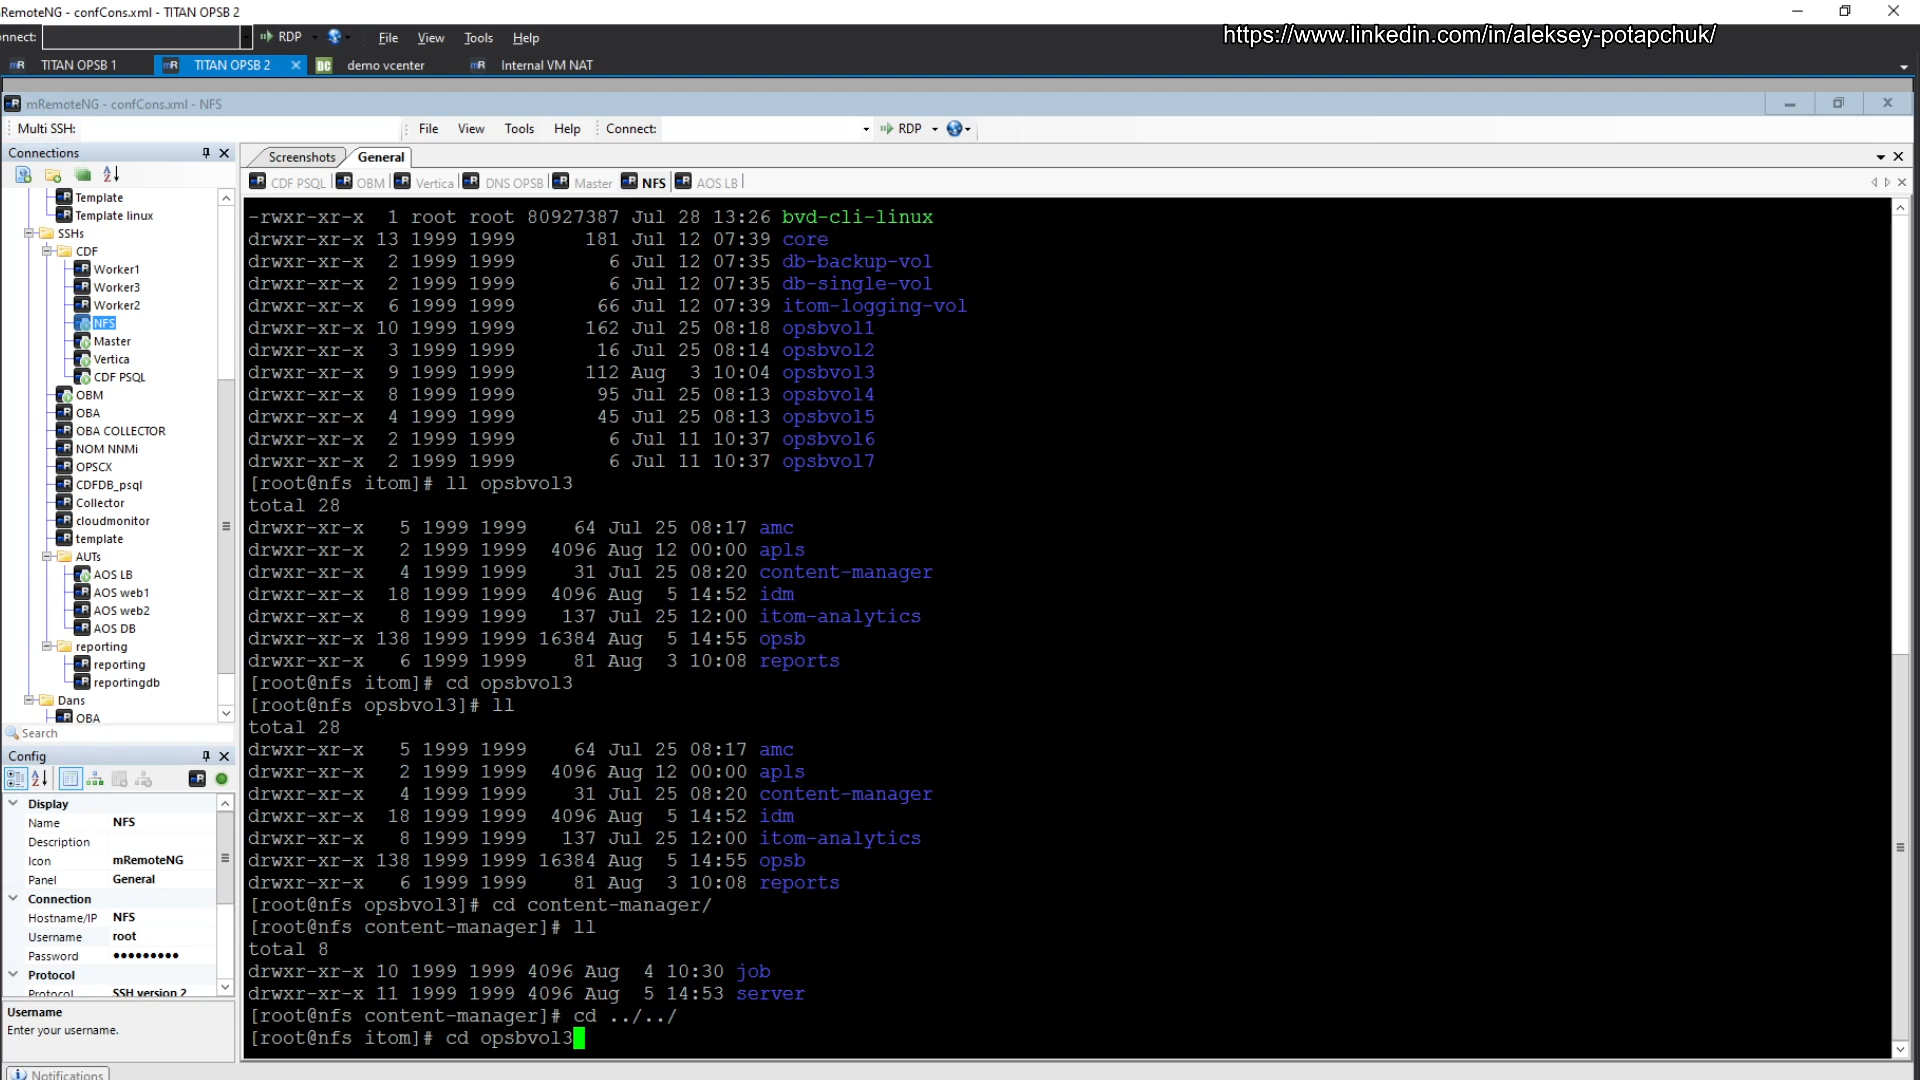 mRemoteNG - confCons.xml - TITAN OPSB 2
nnect: RDP File View Tools Help
https://www.linkedin.com/in/aleksey-potapchuk/
TITAN OPSB 1 TITAN OPSB 2 DC demo vcenter Internal VM NAT
mRemoteNG - confCons.xml - NFS
Multi SSH: File View Tools Help Connect: RDP
Connections
Screenshots General
CDF PSQL OBM Vertica DNS OPSB Master NFS AOS LB
Template
Template linux
SSHs
CDF
Worker1
Worker3
Worker2
NFS
Master
Vertica
CDF PSQL
OBM
OBA
OBA COLLECTOR
NOM NNMi
OPSCX
CDFDB_psql
Collector
cloudmonitor
template
AUTs
AOS LB
AOS web1
AOS web2
AOS DB
reporting
reporting
reportingdb
Dans
OBA
Search
Config
Display
Name NFS
Description
Icon mRemoteNG
Panel General
Connection
Hostname/IP NFS
Username root
Password ●●●●●●●●●
Protocol
Protocol SSH version 2
Username
Enter your username.
Notifications
-rwxr-xr-x 1 root root 80927387 Jul 28 13:26 bvd-cli-linux
drwxr-xr-x 13 1999 1999 181 Jul 12 07:39 core
drwxr-xr-x 2 1999 1999 6 Jul 12 07:35 db-backup-vol
drwxr-xr-x 2 1999 1999 6 Jul 12 07:35 db-single-vol
drwxr-xr-x 6 1999 1999 66 Jul 12 07:39 itom-logging-vol
drwxr-xr-x 10 1999 1999 162 Jul 25 08:18 opsbvol1
drwxr-xr-x 3 1999 1999 16 Jul 25 08:14 opsbvol2
drwxr-xr-x 9 1999 1999 112 Aug 3 10:04 opsbvol3
drwxr-xr-x 8 1999 1999 95 Jul 25 08:13 opsbvol4
drwxr-xr-x 4 1999 1999 45 Jul 25 08:13 opsbvol5
drwxr-xr-x 2 1999 1999 6 Jul 11 10:37 opsbvol6
drwxr-xr-x 2 1999 1999 6 Jul 11 10:37 opsbvol7
[root@nfs itom]# ll opsbvol3
total 28
drwxr-xr-x 5 1999 1999 64 Jul 25 08:17 amc
drwxr-xr-x 2 1999 1999 4096 Aug 12 00:00 apls
drwxr-xr-x 4 1999 1999 31 Jul 25 08:20 content-manager
drwxr-xr-x 18 1999 1999 4096 Aug 5 14:52 idm
drwxr-xr-x 8 1999 1999 137 Jul 25 12:00 itom-analytics
drwxr-xr-x 138 1999 1999 16384 Aug 5 14:55 opsb
drwxr-xr-x 6 1999 1999 81 Aug 3 10:08 reports
[root@nfs itom]# cd opsbvol3
[root@nfs opsbvol3]# ll
total 28
drwxr-xr-x 5 1999 1999 64 Jul 25 08:17 amc
drwxr-xr-x 2 1999 1999 4096 Aug 12 00:00 apls
drwxr-xr-x 4 1999 1999 31 Jul 25 08:20 content-manager
drwxr-xr-x 18 1999 1999 4096 Aug 5 14:52 idm
drwxr-xr-x 8 1999 1999 137 Jul 25 12:00 itom-analytics
drwxr-xr-x 138 1999 1999 16384 Aug 5 14:55 opsb
drwxr-xr-x 6 1999 1999 81 Aug 3 10:08 reports
[root@nfs opsbvol3]# cd content-manager/
[root@nfs content-manager]# ll
total 8
drwxr-xr-x 10 1999 1999 4096 Aug 4 10:30 job
drwxr-xr-x 11 1999 1999 4096 Aug 5 14:53 server
[root@nfs content-manager]# cd ../../
[root@nfs itom]# cd opsbvol3